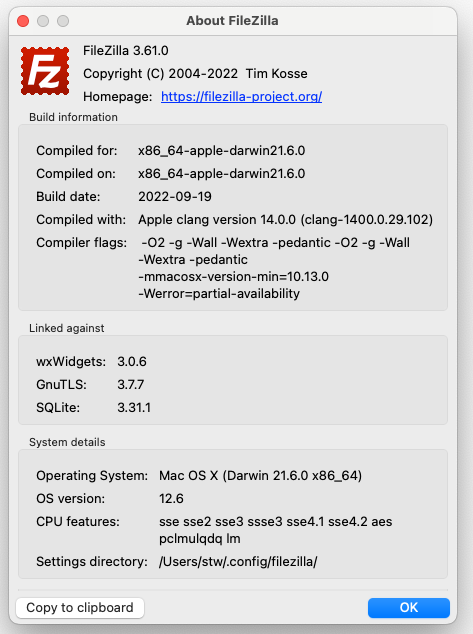 About FileZilla
FZ
FileZilla 3.61.0
Copyright (C) 2004-2022  Tim Kosse
Homepage: https://filezilla-project.org/
Build information
Compiled for: x86_64-apple-darwin21.6.0
Compiled on: x86_64-apple-darwin21.6.0
Build date: 2022-09-19
Compiled with: Apple clang version 14.0.0 (clang-1400.0.29.102)
Compiler flags: -O2 -g -Wall -Wextra -pedantic -O2 -g -Wall
-Wextra -pedantic
-mmacosx-version-min=10.13.0
-Werror=partial-availability
Linked against
wxWidgets: 3.0.6
GnuTLS: 3.7.7
SQLite: 3.31.1
System details
Operating System: Mac OS X (Darwin 21.6.0 x86_64)
OS version: 12.6
CPU features: sse sse2 sse3 ssse3 sse4.1 sse4.2 aes
pclmulqdq lm
Settings directory: /Users/stw/.config/filezilla/
Copy to clipboard
OK